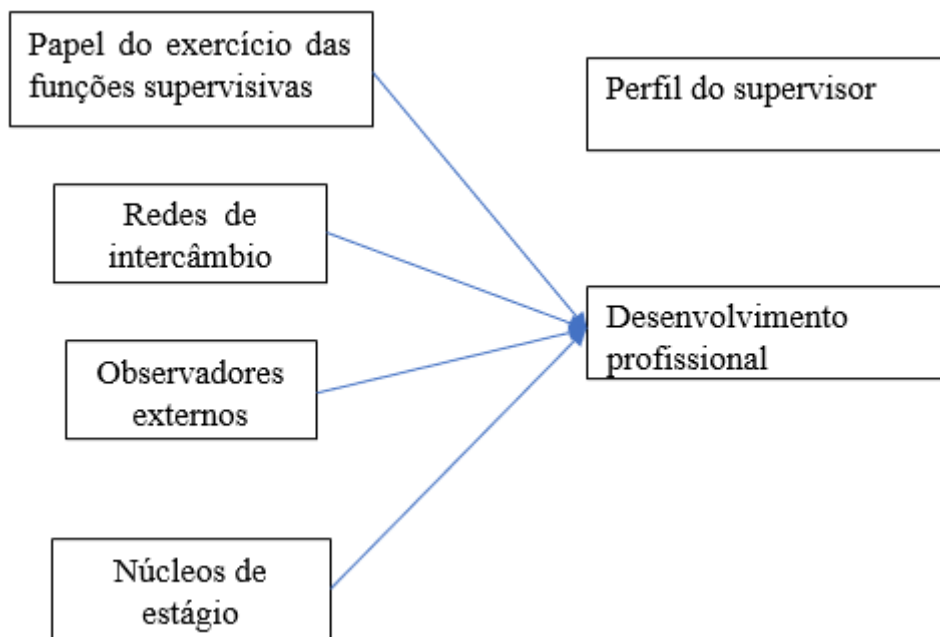 Papel do exercício das
funções supervisivas
Perfil do supervisor
Redes de
intercâmbio
Desenvolvimento
profissional
Observadores
externos
Núcleos de
estágio